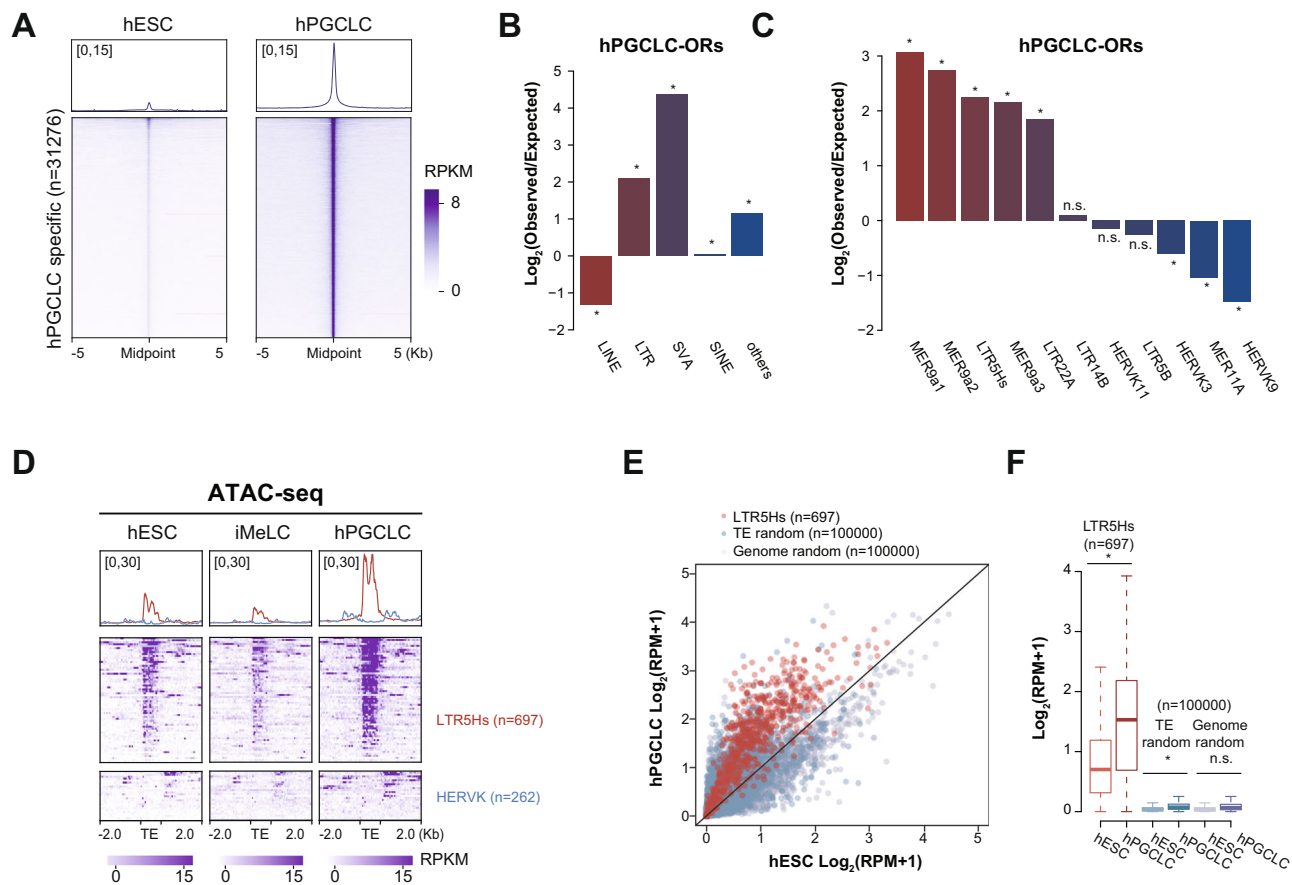 A
hESC
hPGCLC
[0,15]
[0,15]
hPGCLC specific (n=31276)
RPKM
8
0
-5
Midpoint
5
-5
Midpoint
5 (Kb)
B
hPGCLC-ORs
Log2(Observed/Expected)
5
4
3
2
1
0
−1
−2
*
*
*
*
*
LINE
LTR
SVA
SINE
others
C
hPGCLC-ORs
Log2(Observed/Expected)
3
2
1
0
−1
−2
*
*
*
*
*
n.s.
n.s.
n.s.
*
*
*
MER9a1
MER9a2
LTR5Hs
MER9a3
LTR22A
LTR14B
HERVK11
LTR5B
HERVK3
MER11A
HERVK9
D
ATAC-seq
hESC
iMeLC
hPGCLC
[0,30]
[0,30]
[0,30]
LTR5Hs (n=697)
HERVK (n=262)
-2.0
TE
2.0
-2.0
TE
2.0
-2.0
TE
2.0
(Kb)
RPKM
0
15
0
15
0
15
E
LTR5Hs (n=697)
TE random (n=100000)
Genome random (n=100000)
hPGCLC Log2(RPM+1)
5
4
3
2
1
0
0
1
2
3
4
5
hESC Log2(RPM+1)
F
LTR5Hs
(n=697)
*
Log2(RPM+1)
4
3
2
1
0
(n=100000)
TE
random
*
Genome
random
n.s.
hESC
hPGCLC
hESC
hPGCLC
hESC
hPGCLC